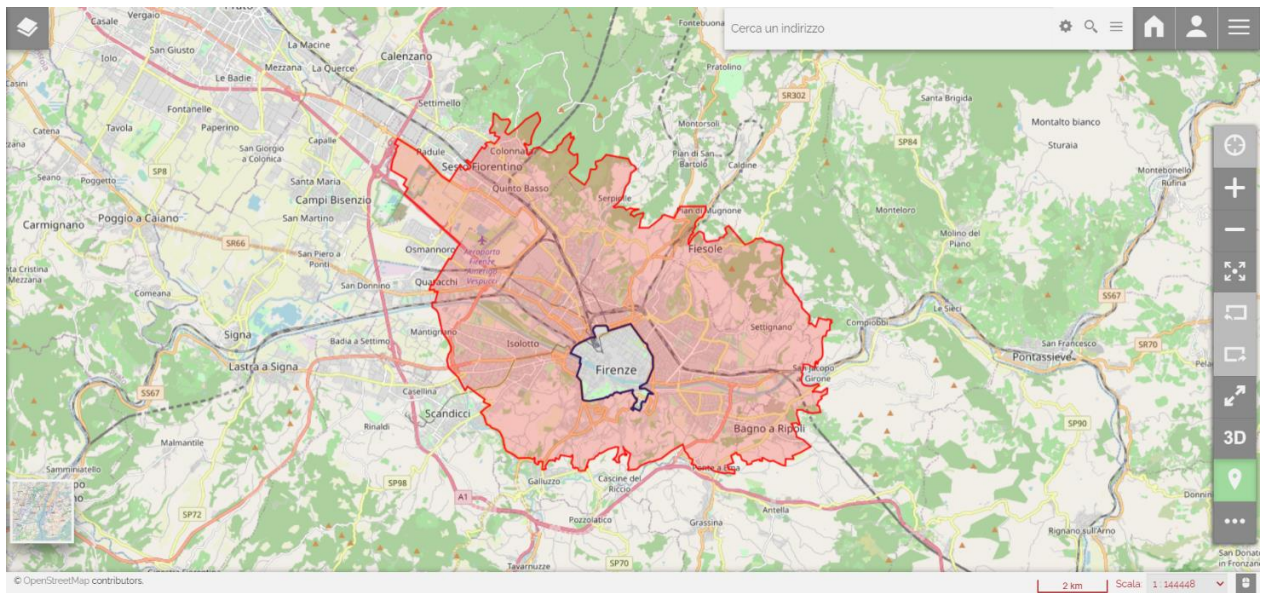 Vergaio
Prato
Casale
Fontebuona
Cerca un indirizzo
La Macine
San Giusto
Calenzano
Iolo
Mezzana
La Querce
Le Badie
Pratolino
Settimello
SR302
Santa Brigida
Fontanelle
Catena
Tavola
Paperino
Capalle
Montorsoli
Montalto bianco
SP84
Sturaia
San Giorgio
a Colonica
Padule
Colonnata
Pian di San
Bartolo
Caldine
Seano
Poggetto
SP8
Sesto Fiorentino
Montebonello
Rufina
Santa Maria
Quinto Basso
Campi Bisenzio
Serpiolle
Carmignano
Poggio a Caiano
San Martino
Pian di Mugnone
Monteloro
SR66
Osmannoro
Fiesole
Molino del
Piano
San Piero a
Ponti
Aeroporto
Firenze
Amerigo
Vespucci
Santa Cristina
Mezzana
San Donnino
Quaracchi
Comeana
S567
Le Sieci
Signa
Badia a Settimo
Mantignano
Settignano
Compiobbi
Isolotto
San Francesco
SR70
Lastra a Signa
Firenze
Pontassieve
San Jacopo
a Girone
S567
Casellina
Scandicci
Rinaldi
Bagno a Ripoli
SP90
Malmantile
3D
Samminiatello
SP98
Galluzzo
Cascine del
Riccio
Ponte a Ema
A1
Antella
SP72
Pozzolatico
Grassina
Rignano sull'Arno
Tavarnuzze
SP70
San Donato
in Fronzano
© OpenStreetMap contributors.
2 km
Scala:
1 : 144448